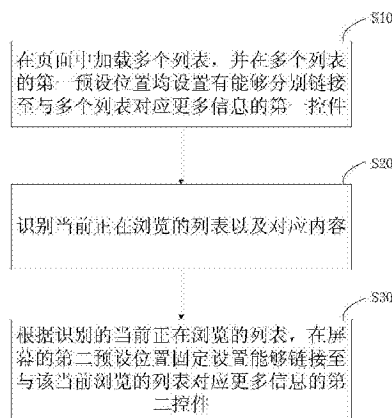 S10
在页面中加载多个列表，并在多个列表
的第一预设位置均设置有能够分别链接
至与多个列表对应更多信息的第一控件
S20
识别当前正在浏览的列表以及对应内容
S30
根据识别的当前正在浏览的列表，在屏
幕的第二预设位置固定设置能够链接至
与该当前浏览的列表对应更多信息的第
二控件